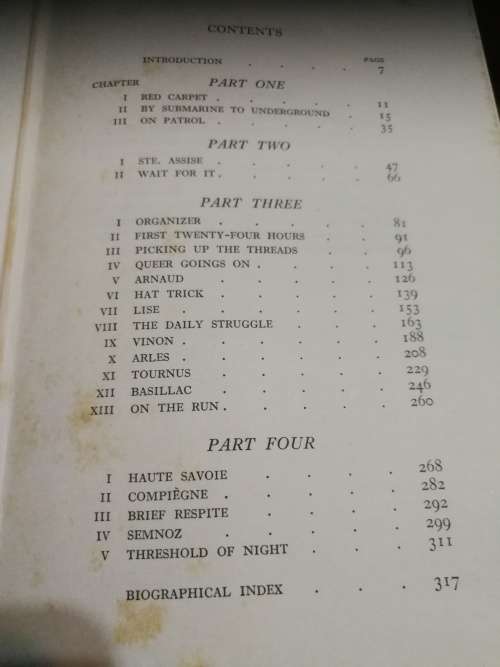 CONTENTS
PAGE
INTRODUCTION . . . . 7
CHAPTER PART ONE
I RED CARPET . . . . . 11
II BY SUBMARINE TO UNDERGROUND . 15
III ON PATROL . . . . . 35
PART TWO
I STE. ASSISE . . . . . 47
II WAIT FOR IT . . . . . 66
PART THREE
I ORGANIZER . . . . . 81
II FIRST TWENTY-FOUR HOURS . . 91
III PICKING UP THE THREADS . . 96
IV QUEER GOINGS ON . . . . 113
V ARNAUD . . . . . 126
VI HAT TRICK . . . . . 139
VII LISE . . . . . . 153
VIII THE DAILY STRUGGLE . . . 163
IX VINON . . . . . . 188
X ARLES . . . . . . 208
XI TOURNUS . . . . . 229
XII BASILLAC . . . . . 246
XIII ON THE RUN . . . . . 260
PART FOUR
I HAUTE SAVOIE . . . . 268
II COMPIÊGNE . . . . . 282
III BRIEF RESPITE . . . . 292
IV SEMNOZ . . . . . 299
V THRESHOLD OF NIGHT . . . 311
BIOGRAPHICAL INDEX . . . 317